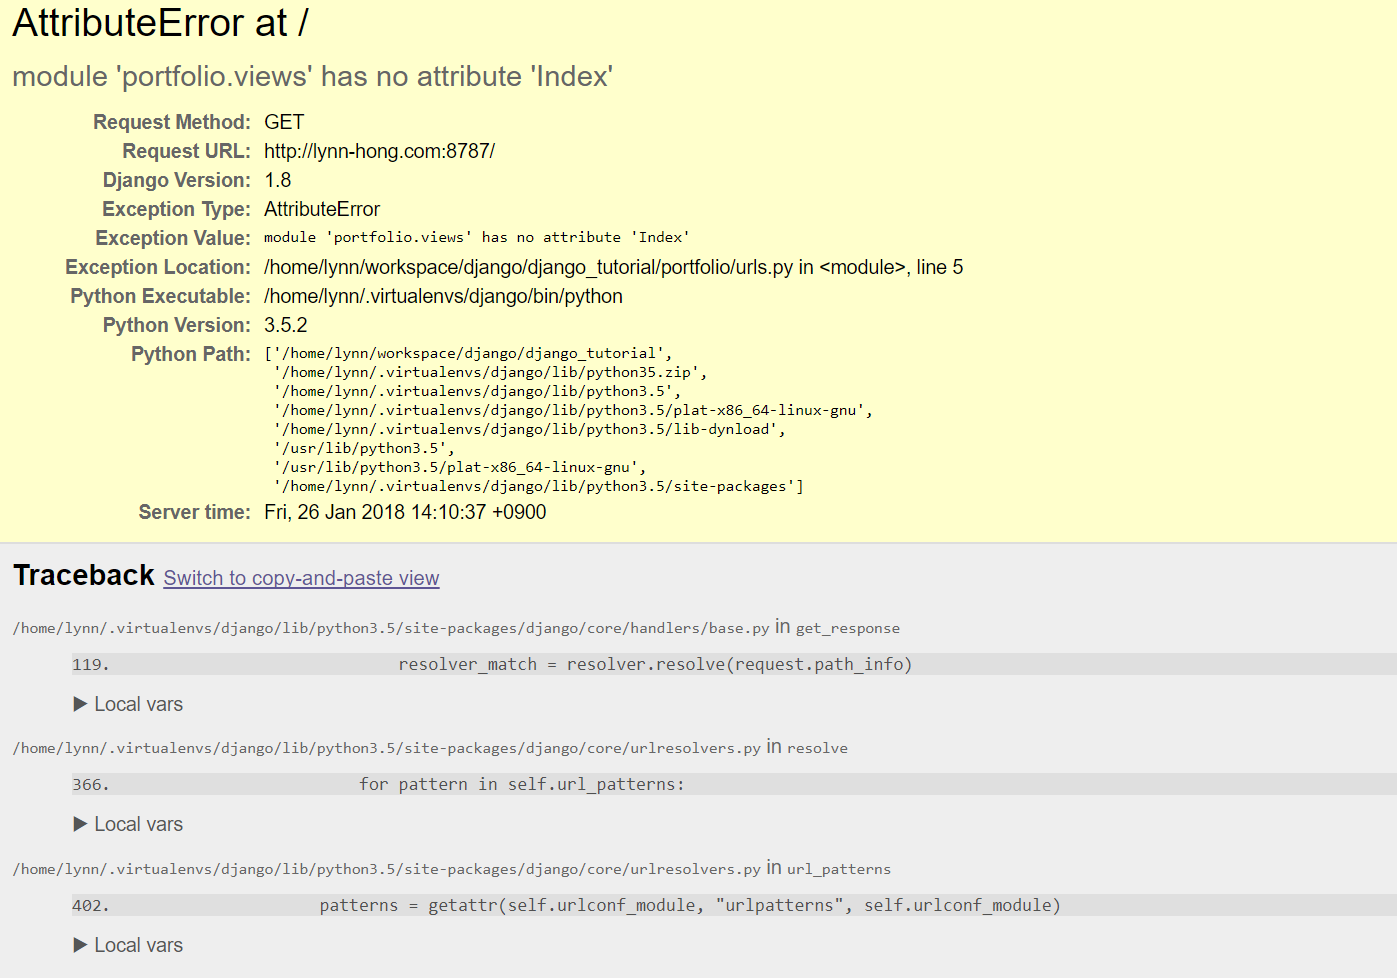 AttributeError at /
module 'portfolio.views' has no attribute 'Index'
Request Method: GET
Request URL: http://lynn-hong.com:8787/
Django Version: 1.8
Exception Type: AttributeError
Exception Value: module 'portfolio.views' has no attribute 'Index'
Exception Location: /home/lynn/workspace/django/django_tutorial/portfolio/urls.py in <module>, line 5
Python Executable: /home/lynn/.virtualenvs/django/bin/python
Python Version: 3.5.2
Python Path: ['/home/lynn/workspace/django/django_tutorial',
'/home/lynn/.virtualenvs/django/lib/python35.zip',
'/home/lynn/.virtualenvs/django/lib/python3.5',
'/home/lynn/.virtualenvs/django/lib/python3.5/plat-x86_64-linux-gnu',
'/home/lynn/.virtualenvs/django/lib/python3.5/lib-dynload',
'/usr/lib/python3.5',
'/usr/lib/python3.5/plat-x86_64-linux-gnu',
'/home/lynn/.virtualenvs/django/lib/python3.5/site-packages']
Server time: Fri, 26 Jan 2018 14:10:37 +0900
Traceback Switch to copy-and-paste view
/home/lynn/.virtualenvs/django/lib/python3.5/site-packages/django/core/handlers/base.py in get_response
119. resolver_match = resolver.resolve(request.path_info)
▶ Local vars
/home/lynn/.virtualenvs/django/lib/python3.5/site-packages/django/core/urlresolvers.py in resolve
366. for pattern in self.url_patterns:
▶ Local vars
/home/lynn/.virtualenvs/django/lib/python3.5/site-packages/django/core/urlresolvers.py in url_patterns
402. patterns = getattr(self.urlconf_module, "urlpatterns", self.urlconf_module)
▶ Local vars